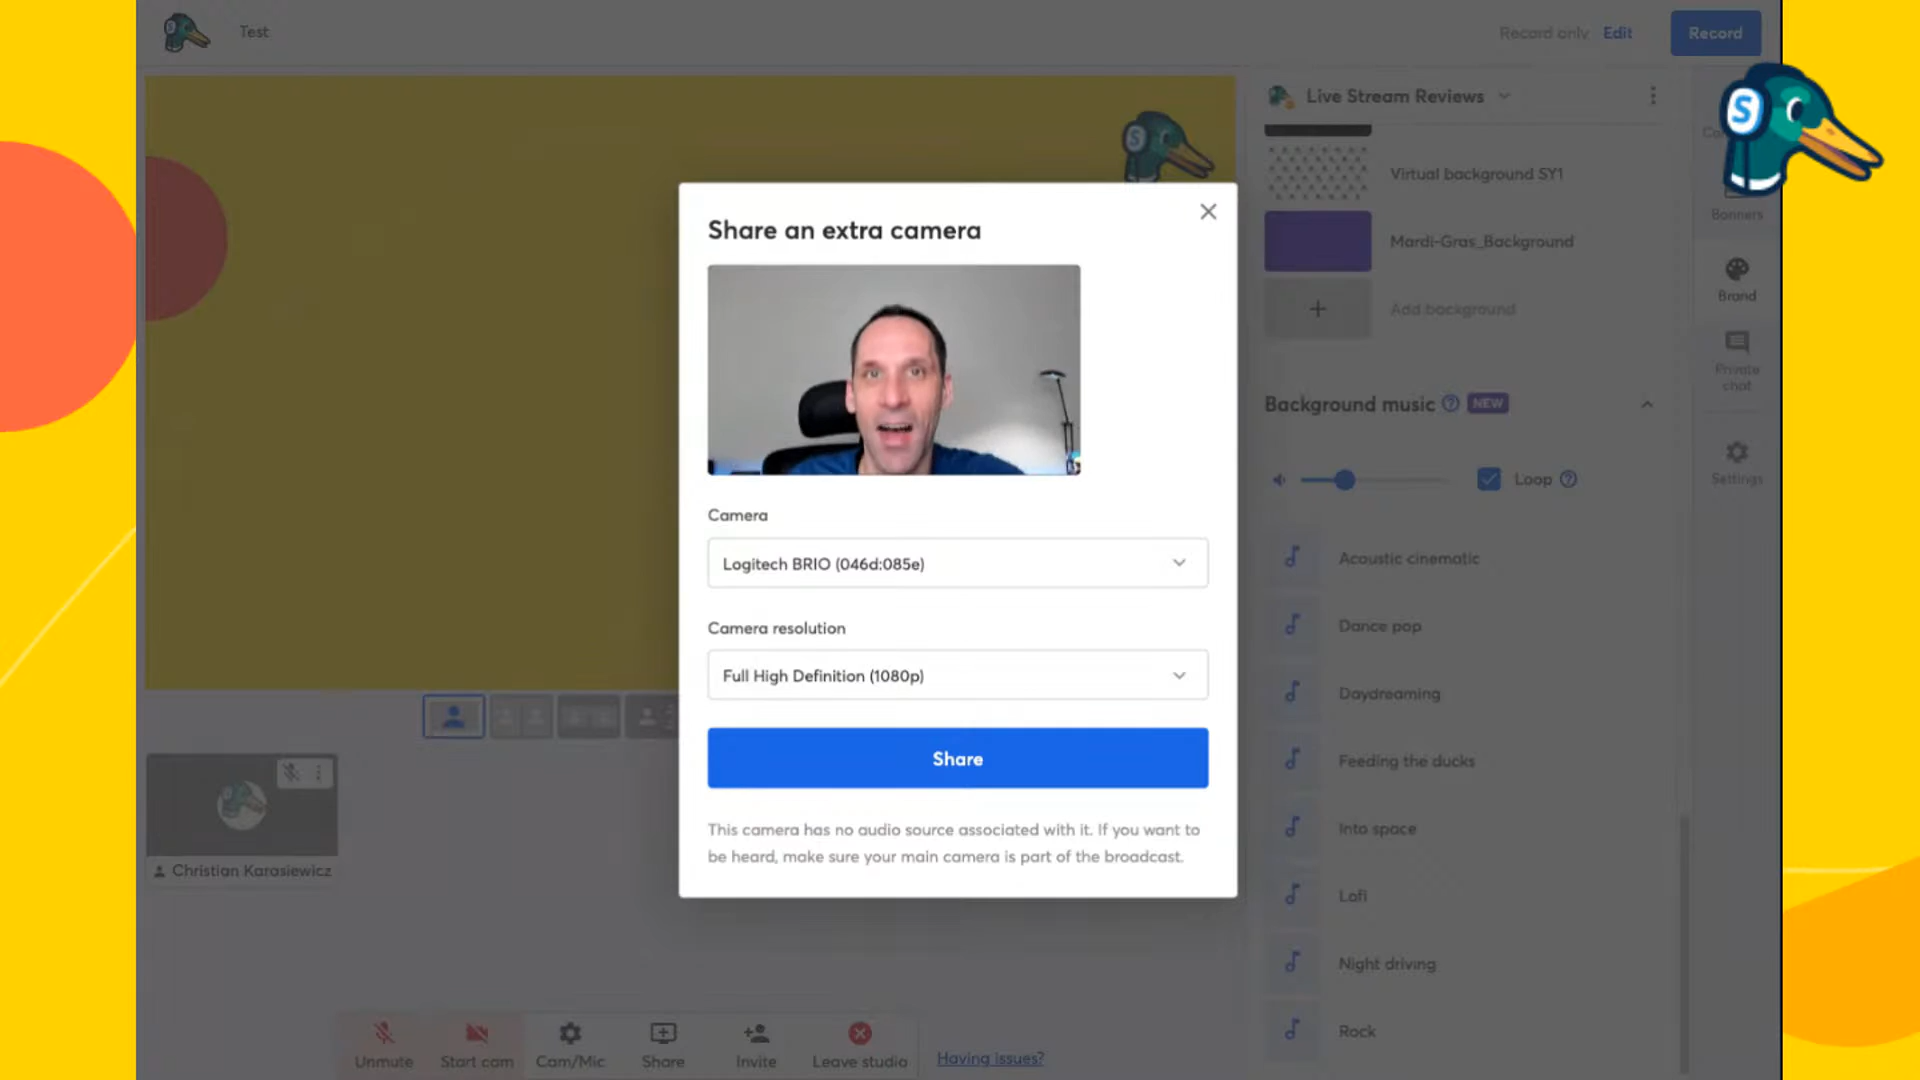 Test
Record only Edit
Record
Live Stream Reviews
S
S
Virtual background SY1
Banners
Mardi-Gras_Background
Brand
Add background
Private
chat
Background music ? NEW
Loop ?
Settings
Acoustic cinematic
Dance pop
Daydreaming
Feeding the ducks
Into space
Lofi
Night driving
Rock
Share an extra camera
Camera
Logitech BRIO (046d:085e)
Camera resolution
Full High Definition (1080p)
Share
This camera has no audio source associated with it. If you want to
be heard, make sure your main camera is part of the broadcast.
Christian Karasiewicz
Unmute
Start cam
Cam/Mic
Share
Invite
Leave studio
Having issues?